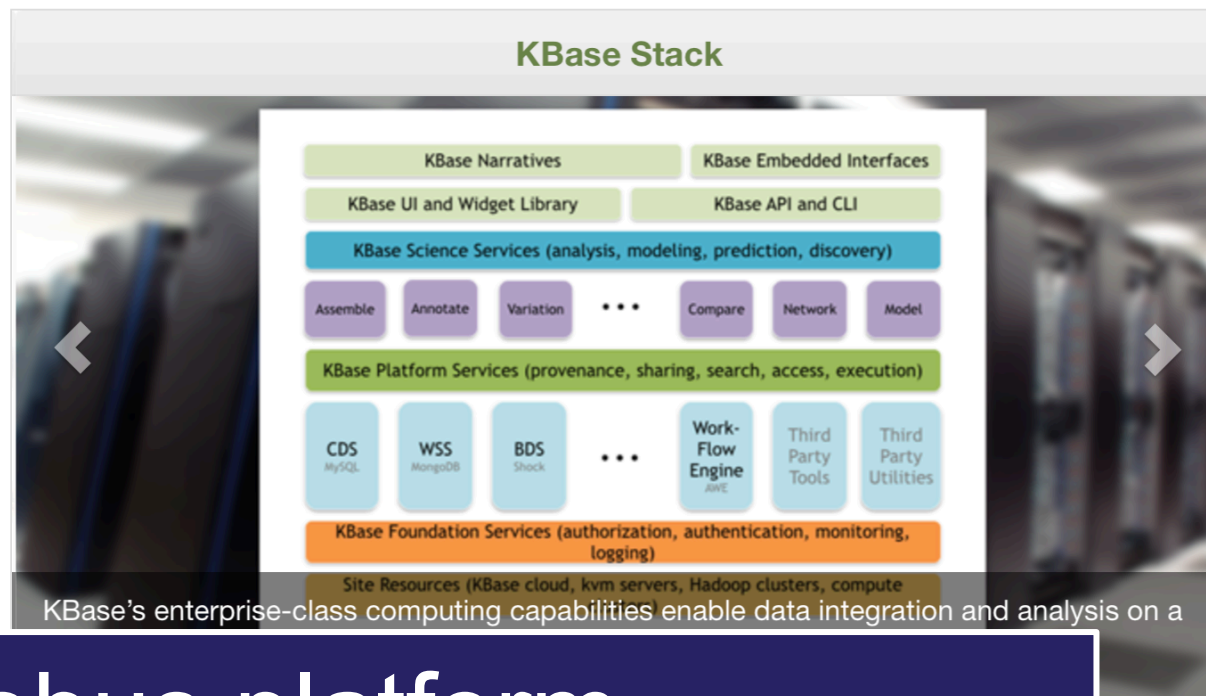 KBase Stack
KBase Narratives
KBase Embedded Interfaces
KBase UI and Widget Library
KBase API and CLI
KBase Science Services (analysis, modeling, prediction, discovery)
Assemble
Annotate
Variation
...
Compare
Network
Model
KBase Platform Services (provenance, sharing, search, access, execution)
CDS
MySQL
WSS
MongoDB
BDS
Shock
...
Work-
Flow
Engine
AWE
Third
Party
Tools
Third
Party
Utilities
KBase Foundation Services (authorization, authentication, monitoring,
logging)
Site Resources (KBase cloud, kvm servers, Hadoop clusters, compute
KBase's enterprise-class computing capabilities enable data integration and analysis on a
platform